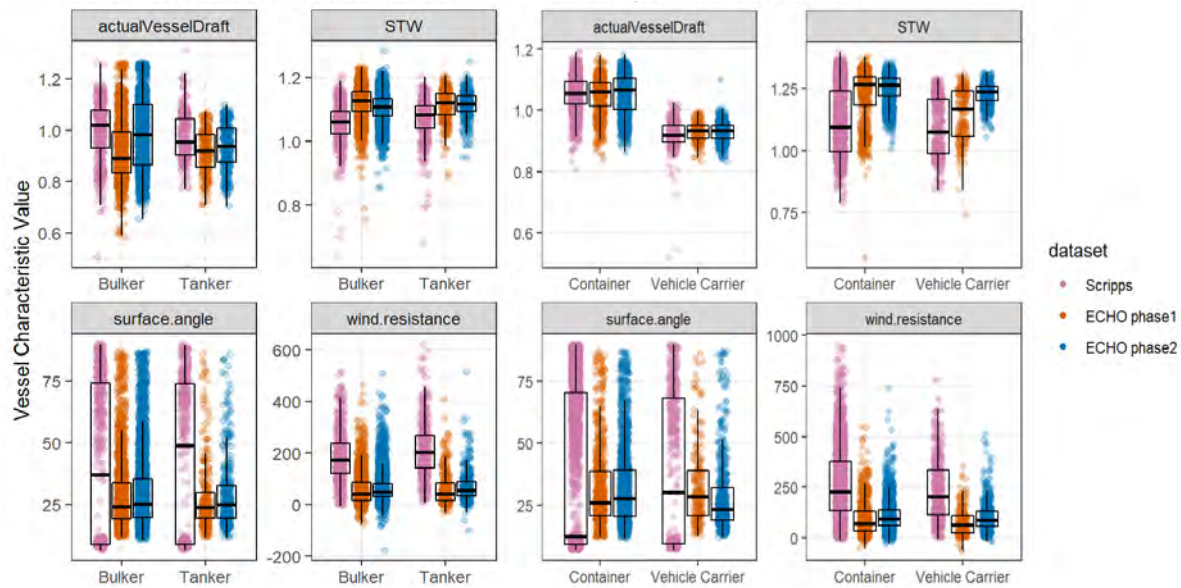 actualVesselDraft
STW
actualVesselDraft
STW
1.2
1.0
0.8
0.6
1.2
1.0
0.8
1.2
1.0
0.8
0.6
1.25
1.00
0.75
Bulker Tanker
Bulker Tanker
Container Vehicle Carrier
Container Vehicle Carrier
Vessel Characteristic Value
surface.angle
wind.resistance
surface.angle
wind.resistance
75
50
25
600
400
200
0
-200
75
50
25
1000
750
500
250
0
Bulker Tanker
Bulker Tanker
Container Vehicle Carrier
Container Vehicle Carrier
dataset
Scripps
ECHO phase1
ECHO phase2